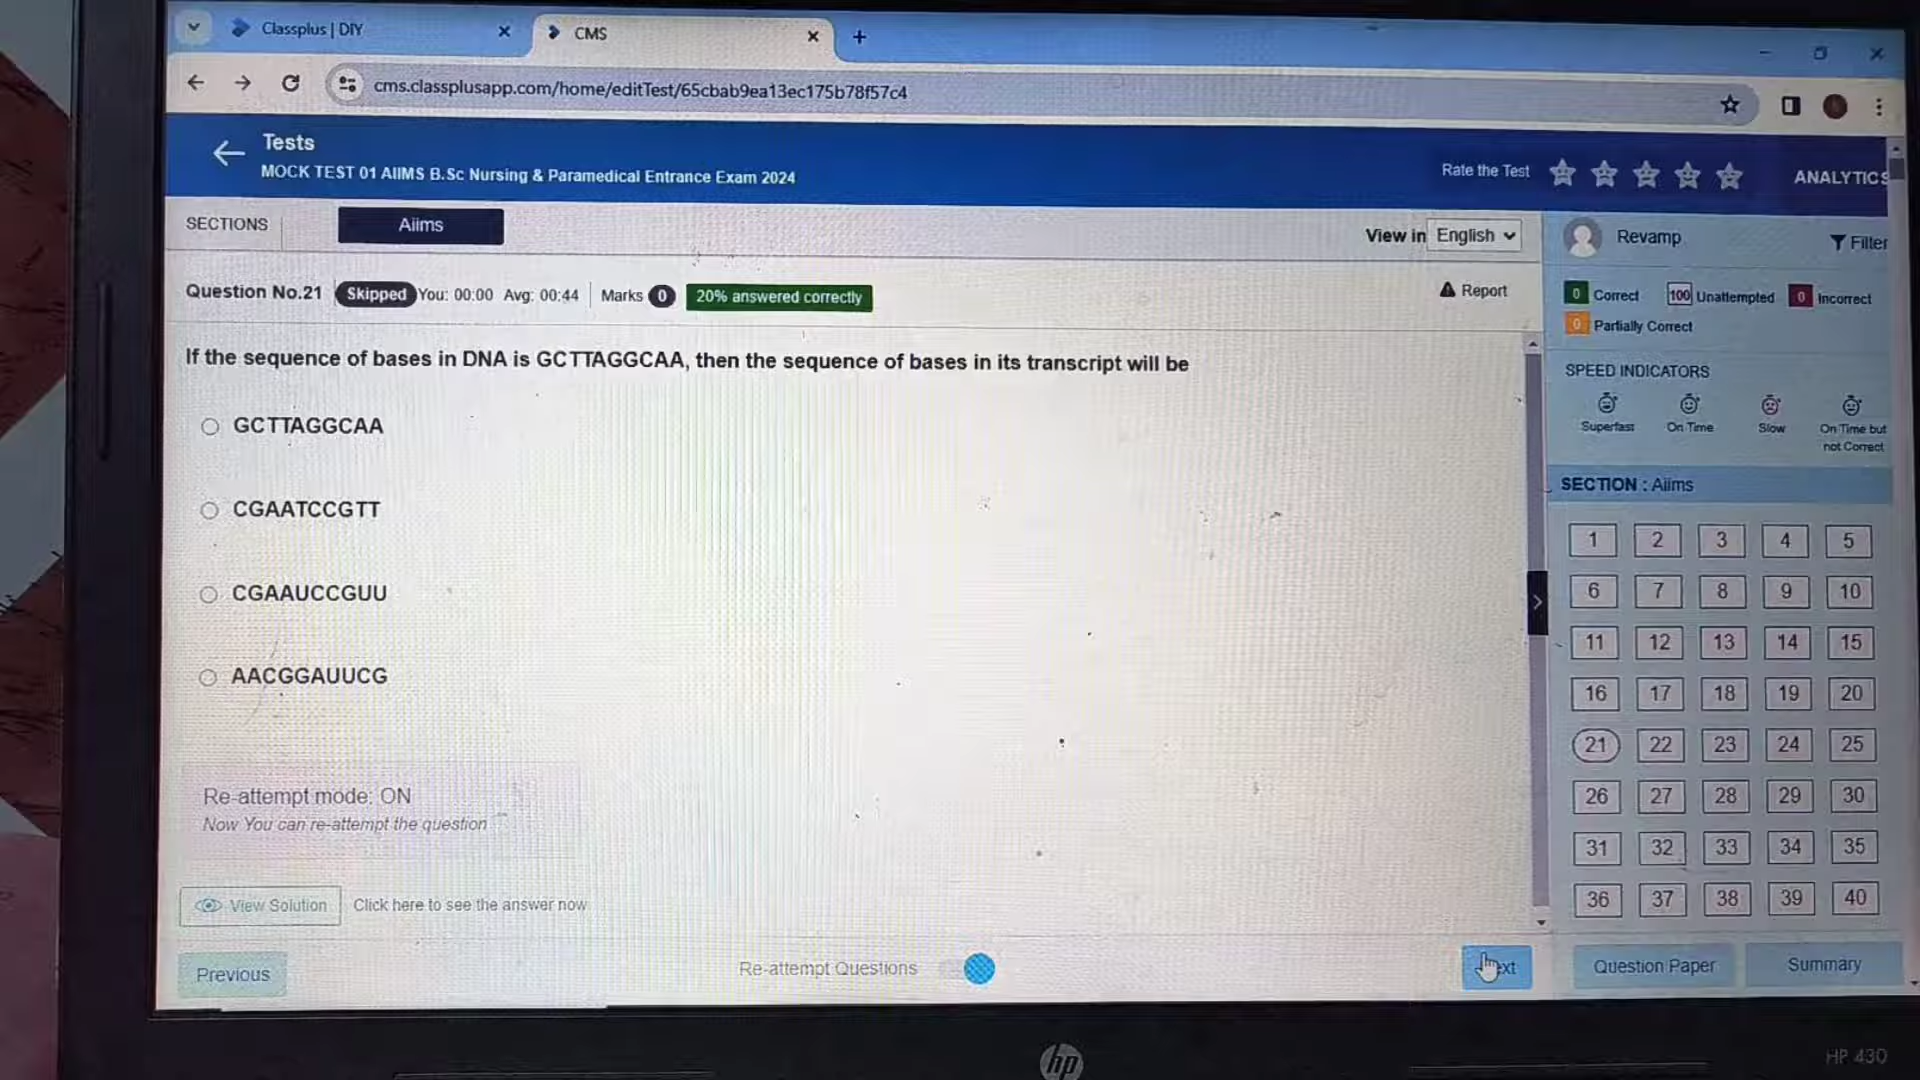 Classplus | DIY
CMS
cms.classplusapp.com/home/editTest/65cbab9ea13ec175b78f57c4
Tests
MOCK TEST 01 AIIMS B.Sc Nursing & Paramedical Entrance Exam 2024
Rate the Test
ANALYTICS
SECTIONS
Aiims
View in English
Revamp
Filter
Question No.21 Skipped You: 00:00 Avg: 00:44 Marks 0 20% answered correctly
Report
0 Correct 100 Unattempted 0 Incorrect
0 Partially Correct
If the sequence of bases in DNA is GCTTAGGCAA, then the sequence of bases in its transcript will be
GCTTAGGCAA
CGAATCCGTT
CGAAUCCGUU
AACGGAUUCG
SPEED INDICATORS
Superfast On Time Slow On Time but
not Correct
SECTION : Aiims
1 2 3 4 5
6 7 8 9 10
11 12 13 14 15
16 17 18 19 20
21 22 23 24 25
26 27 28 29 30
31 32 33 34 35
36 37 38 39 40
Re-attempt mode: ON
Now You can re-attempt the question
View Solution Click here to see the answer now
Previous
Re-attempt Questions
Question Paper
Summary
hp
HP 430